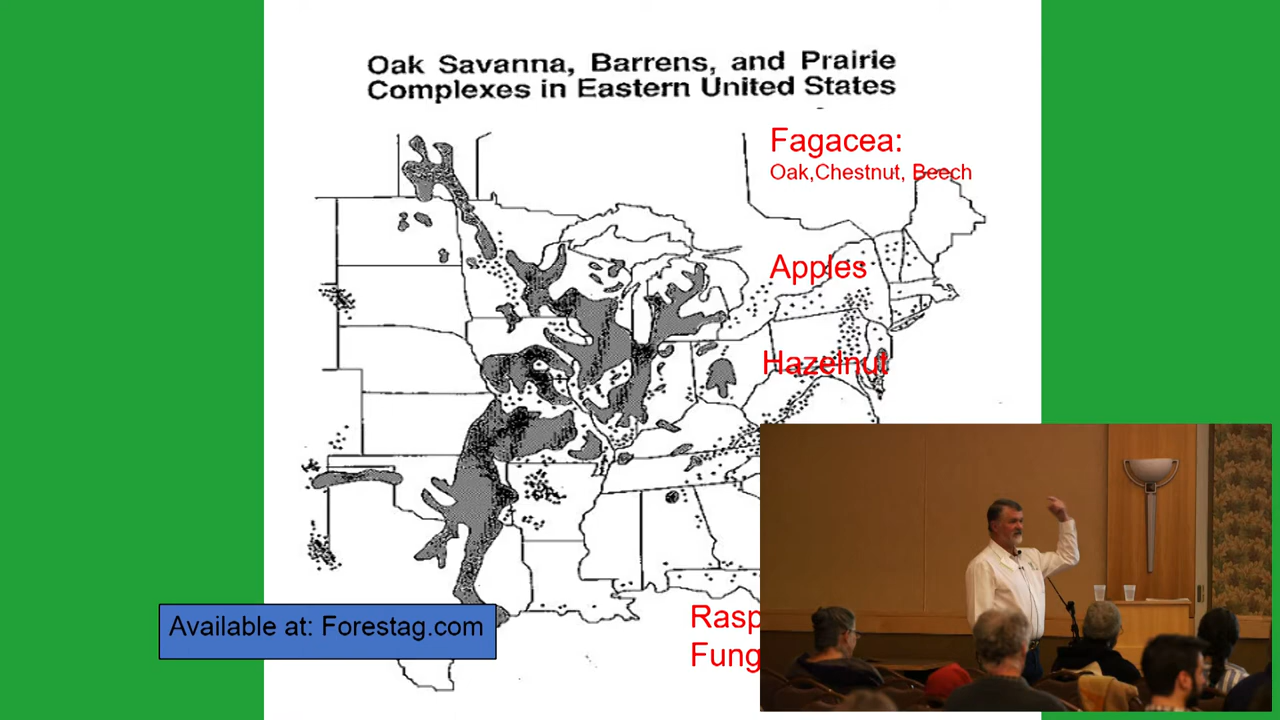 Oak Savanna, Barrens, and Prairie
Complexes in Eastern United States
Fagacea:
Oak,Chestnut, Beech
Apples
Hazelnut
Rasp
Fung
Available at: Forestag.com